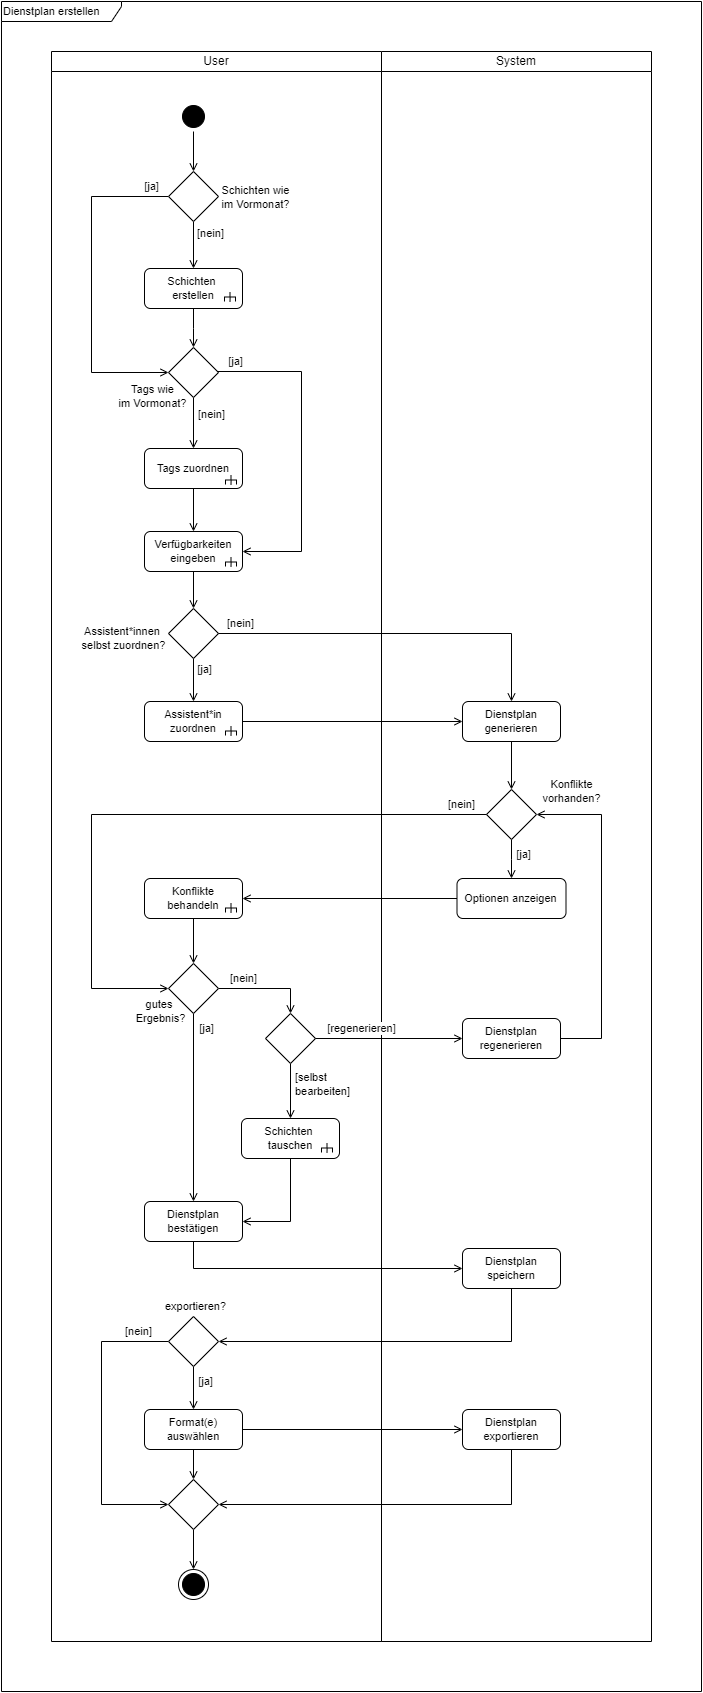 Dienstplan erstellen
User
System
[ja]
Schichten wie
im Vormonat?
[nein]
Schichten
erstellen
[ja]
Tags wie
im Vormonat?
[nein]
Tags zuordnen
Verfügbarkeiten
eingeben
[nein]
Assistent*innen
selbst zuordnen?
[ja]
Assistent*in
zuordnen
Dienstplan
generieren
Konflikte
vorhanden?
[nein]
[ja]
Konflikte
behandeln
Optionen anzeigen
[nein]
gutes
Ergebnis?
[ja]
[regenerieren]
Dienstplan
regenerieren
[selbst
bearbeiten]
Schichten
tauschen
Dienstplan
bestätigen
Dienstplan
speichern
exportieren?
[nein]
[ja]
Format(e)
auswählen
Dienstplan
exportieren